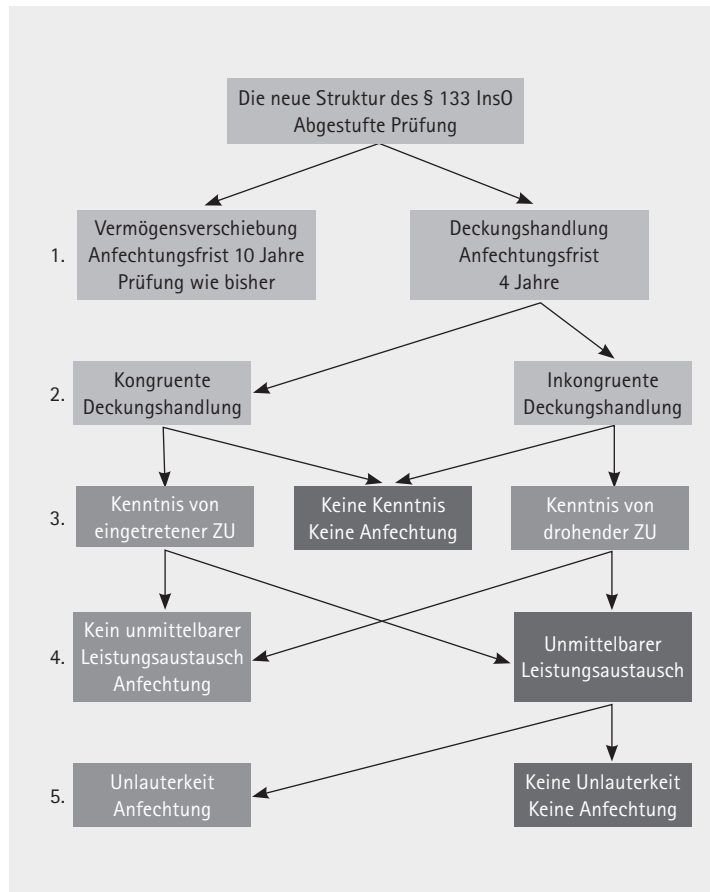 Die neue Struktur des § 133 InsO
Abgestufte Prüfung
1.
Vermögensverschiebung
Anfechtungsfrist 10 Jahre
Prüfung wie bisher
Deckungshandlung
Anfechtungsfrist
4 Jahre
2.
Kongruente
Deckungshandlung
Inkongruente
Deckungshandlung
3.
Kenntnis von
eingetretener ZU
Keine Kenntnis
Keine Anfechtung
Kenntnis von
drohender ZU
4.
Kein unmittelbarer
Leistungsaustausch
Anfechtung
Unmittelbarer
Leistungsaustausch
5.
Unlauterkeit
Anfechtung
Keine Unlauterkeit
Keine Anfechtung